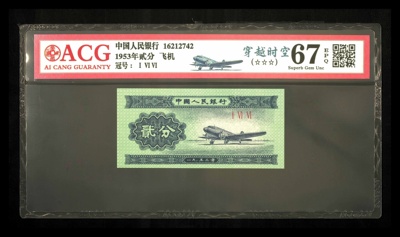 ACG
AI CANG GUARANTY
中国人民银行 16212742
1953年贰分 飞机
冠号： I VI VI
穿越时空
(☆☆☆)
67 EPQ
Superb Gem Unc
中國人民銀行
I VI VI
贰分
一九五三年